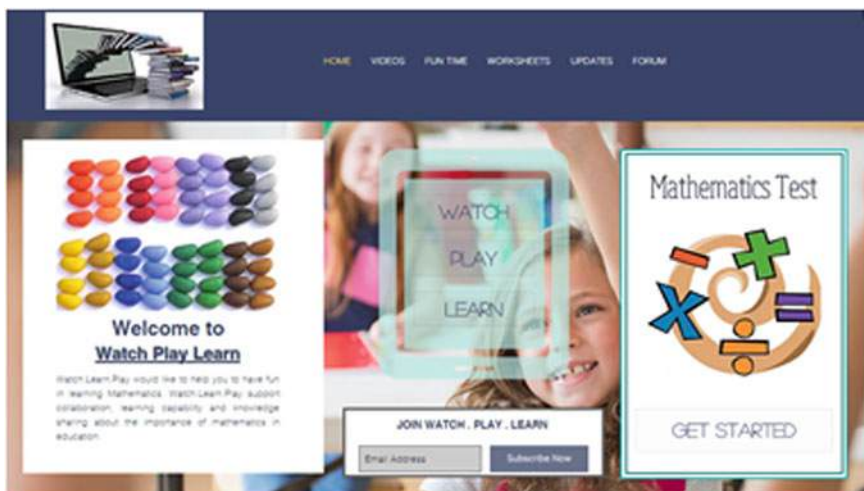 HOME VIDEOS FUN TIME WORKSHEETS UPDATES FORUM
WATCH
PLAY
LEARN
Mathematics Test
GET STARTED
Welcome to
Watch Play Learn
Watch Learn Play would like to help you to have fun
in learning Mathematics. Watch Learn Play support
collaboration, learning capability and knowledge
sharing about the importance of mathematics in
education.
JOIN WATCH . PLAY . LEARN
Email Address
Subscribe Now